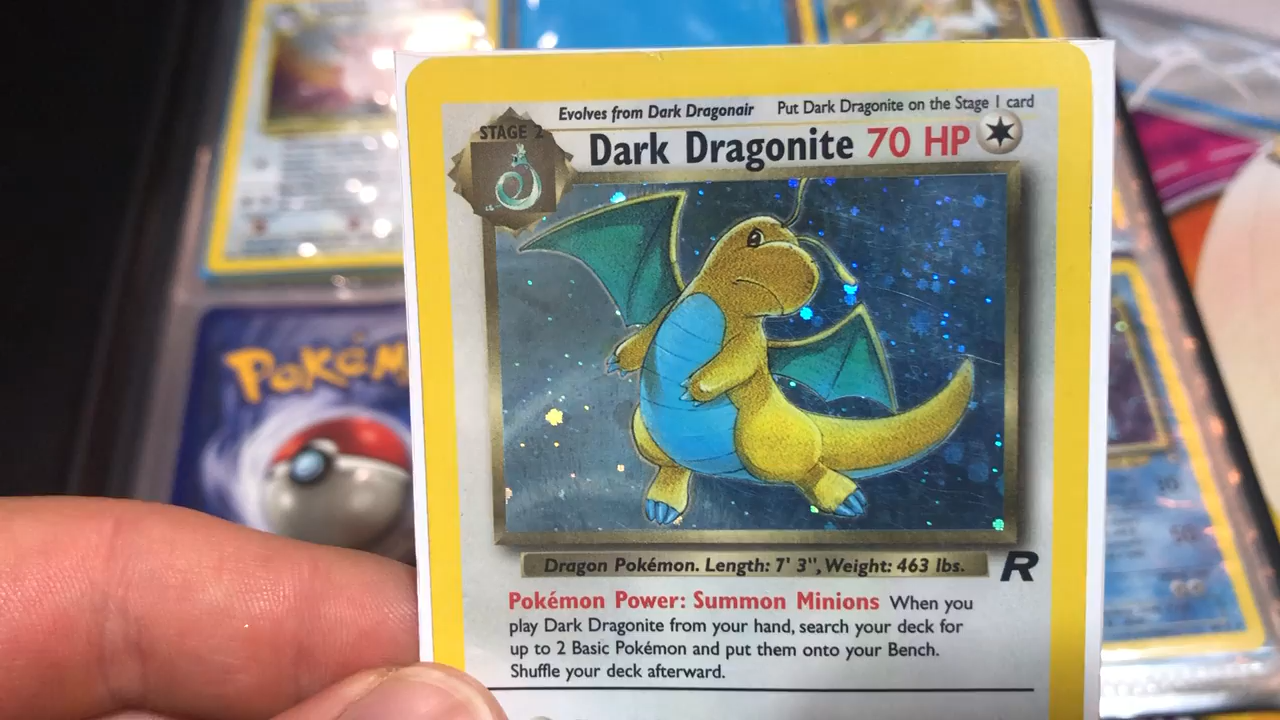 Evolves from Dark Dragonair Put Dark Dragonite on the Stage 1 card
STAGE 2
Dark Dragonite 70 HP
Dragon Pokémon. Length: 7' 3", Weight: 463 lbs.
R
Pokémon Power: Summon Minions When you
play Dark Dragonite from your hand, search your deck for
up to 2 Basic Pokémon and put them onto your Bench.
Shuffle your deck afterward.
POKéM